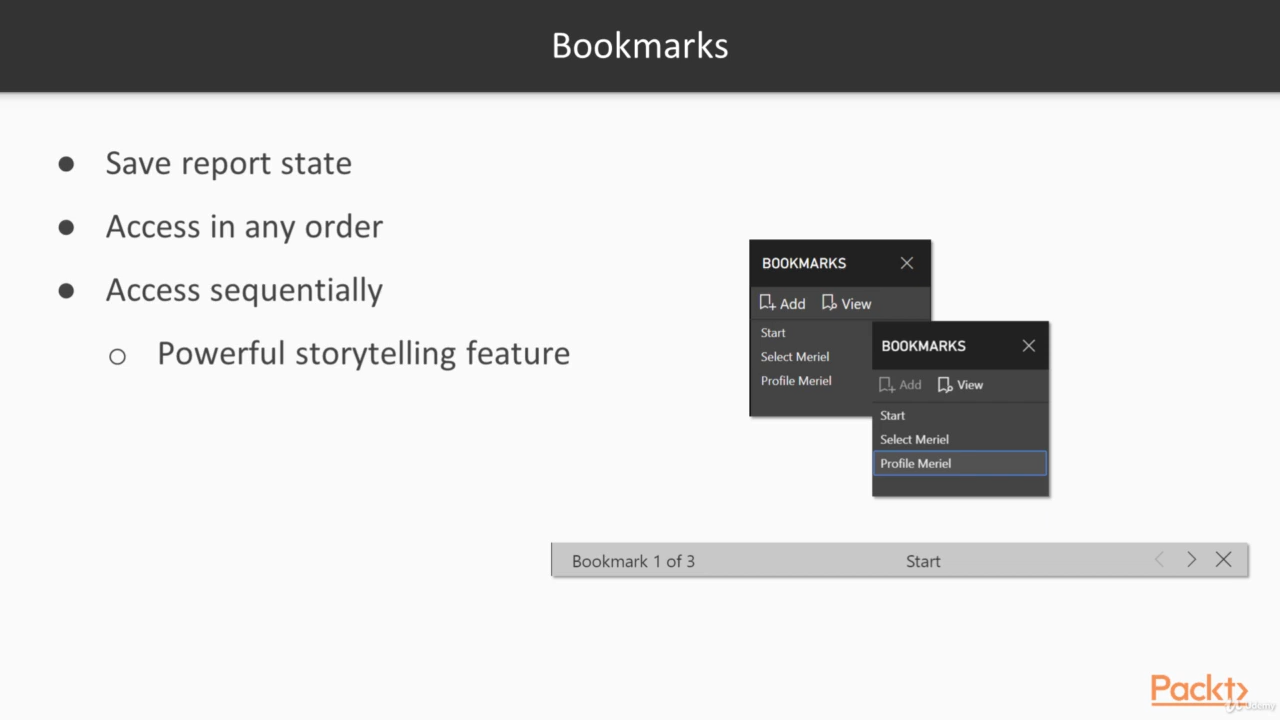 Bookmarks
● Save report state
● Access in any order
● Access sequentially
○ Powerful storytelling feature
BOOKMARKS
Add View
Start
Select Meriel
Profile Meriel
BOOKMARKS
Add View
Start
Select Meriel
Profile Meriel
Bookmark 1 of 3 Start
Packt
Udemy